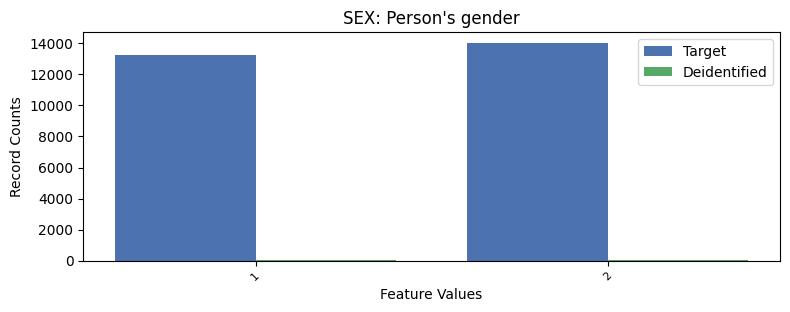 SEX: Person's gender
Target
Deidentified
Record Counts
14000
12000
10000
8000
6000
4000
2000
0
1
2
Feature Values